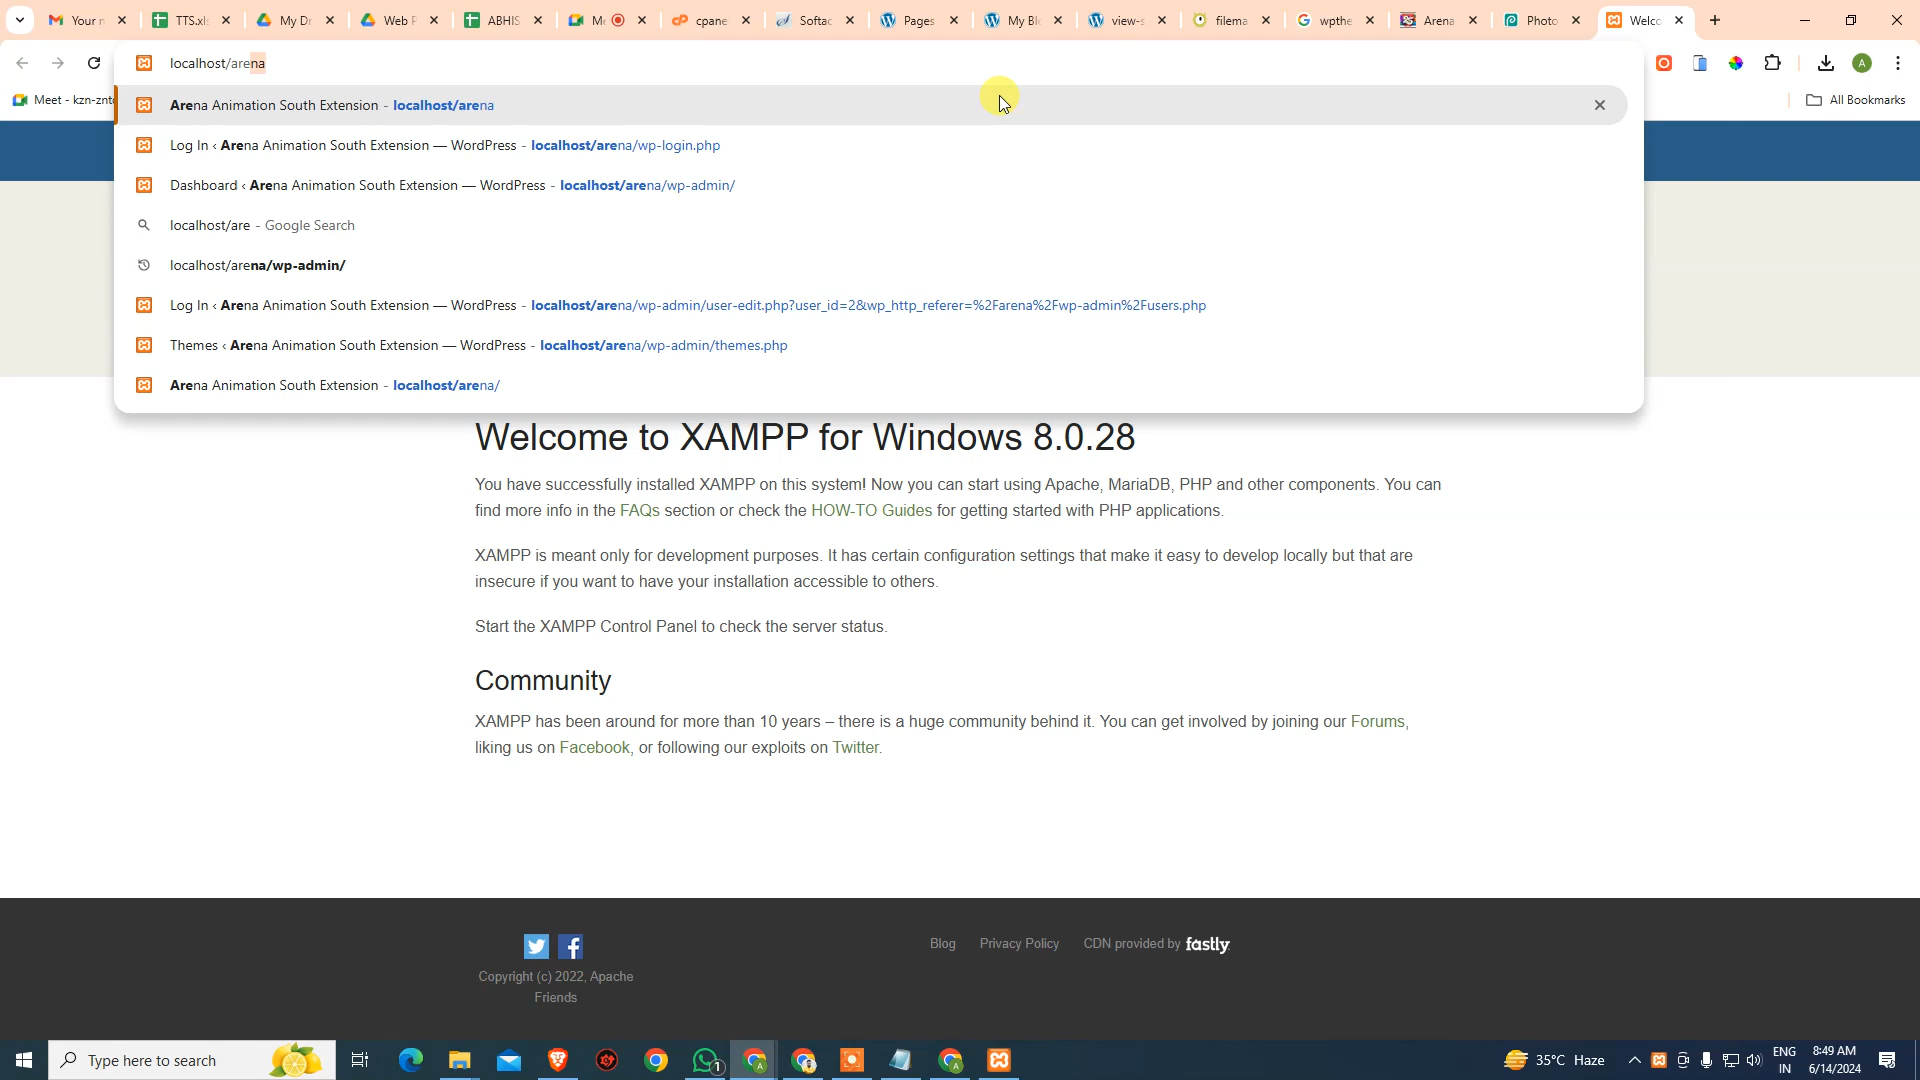 Your n
TTS.xl
My Dr
Web F
ABHIS
Me
cpane
Softac
Pages
My Bl
view-s
filema
wpthe
Arena
Photo
Welco
localhost/arena
Meet - kzn-znt
All Bookmarks
Arena Animation South Extension - localhost/arena
Log In ‹ Arena Animation South Extension — WordPress - localhost/arena/wp-login.php
Dashboard ‹ Arena Animation South Extension — WordPress - localhost/arena/wp-admin/
localhost/are - Google Search
localhost/arena/wp-admin/
Log In ‹ Arena Animation South Extension — WordPress - localhost/arena/wp-admin/user-edit.php?user_id=2&wp_http_referer=%2Farena%2Fwp-admin%2Fusers.php
Themes ‹ Arena Animation South Extension — WordPress - localhost/arena/wp-admin/themes.php
Arena Animation South Extension - localhost/arena/
Welcome to XAMPP for Windows 8.0.28
You have successfully installed XAMPP on this system! Now you can start using Apache, MariaDB, PHP and other components. You can
find more info in the FAQs section or check the HOW-TO Guides for getting started with PHP applications.
XAMPP is meant only for development purposes. It has certain configuration settings that make it easy to develop locally but that are
insecure if you want to have your installation accessible to others.
Start the XAMPP Control Panel to check the server status.
Community
XAMPP has been around for more than 10 years – there is a huge community behind it. You can get involved by joining our Forums,
liking us on Facebook, or following our exploits on Twitter.
Blog
Privacy Policy
CDN provided by fastly
Copyright (c) 2022, Apache
Friends
Type here to search
35°C Haze
ENG
IN
8:49 AM
6/14/2024